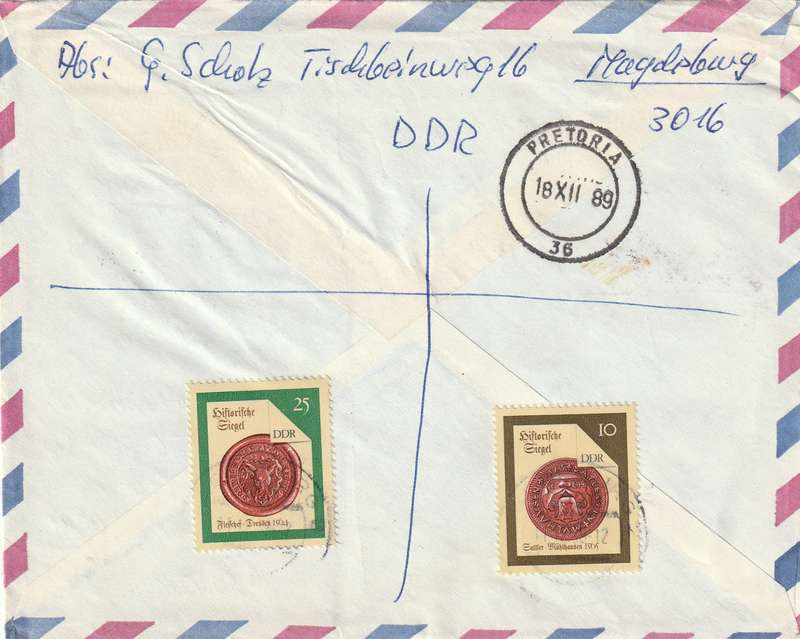 Abs: G. Scholz Tischbeinweg 16 Magdeburg
3016
DDR
PRETORIA
18 XII 89
36
25
Historische
Siegel
DDR
Fleischer · Dresden 1564
10
Historische
Siegel
DDR
Sattler · Mühlhausen 1565